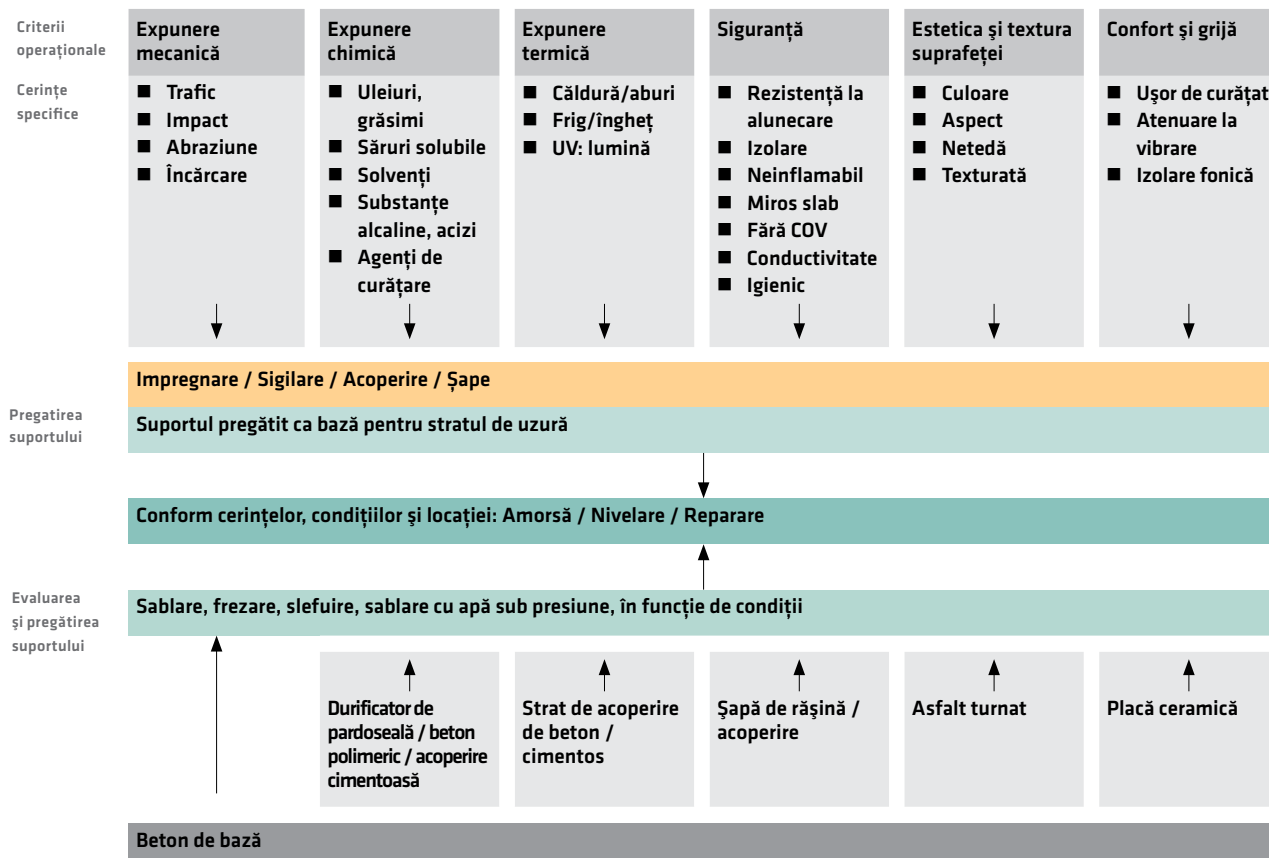 Criterii
operaționale
Expunere
mecanică
Expunere
chimică
Expunere
termică
Siguranță
Estetica şi textura
suprafeței
Confort şi grijă
Cerințe
specifice
■ Trafic
■ Impact
■ Abraziune
■ Încărcare
■ Uleiuri,
grăsimi
■ Săruri solubile
■ Solvenți
■ Substanțe
alcaline, acizi
■ Agenți de
curățare
■ Căldură/aburi
■ Frig/îngheț
■ UV: lumină
■ Rezistență la
alunecare
■ Izolare
■ Neinflamabil
■ Miros slab
■ Fără COV
■ Conductivitate
■ Igienic
■ Culoare
■ Aspect
■ Netedă
■ Texturată
■ Uşor de curățat
■ Atenuare la
vibrare
■ Izolare fonică
Impregnare / Sigilare / Acoperire / Şape
Pregatirea
suportului
Suportul pregătit ca bază pentru stratul de uzură
Conform cerințelor, condițiilor şi locației: Amorsă / Nivelare / Reparare
Evaluarea
şi pregătirea
suportului
Sablare, frezare, slefuire, sablare cu apă sub presiune, în funcție de condiții
Durificator de
pardoseală / beton
polimeric / acoperire
cimentoasă
Strat de acoperire
de beton /
cimentos
Şapă de răşină /
acoperire
Asfalt turnat
Placă ceramică
Beton de bază